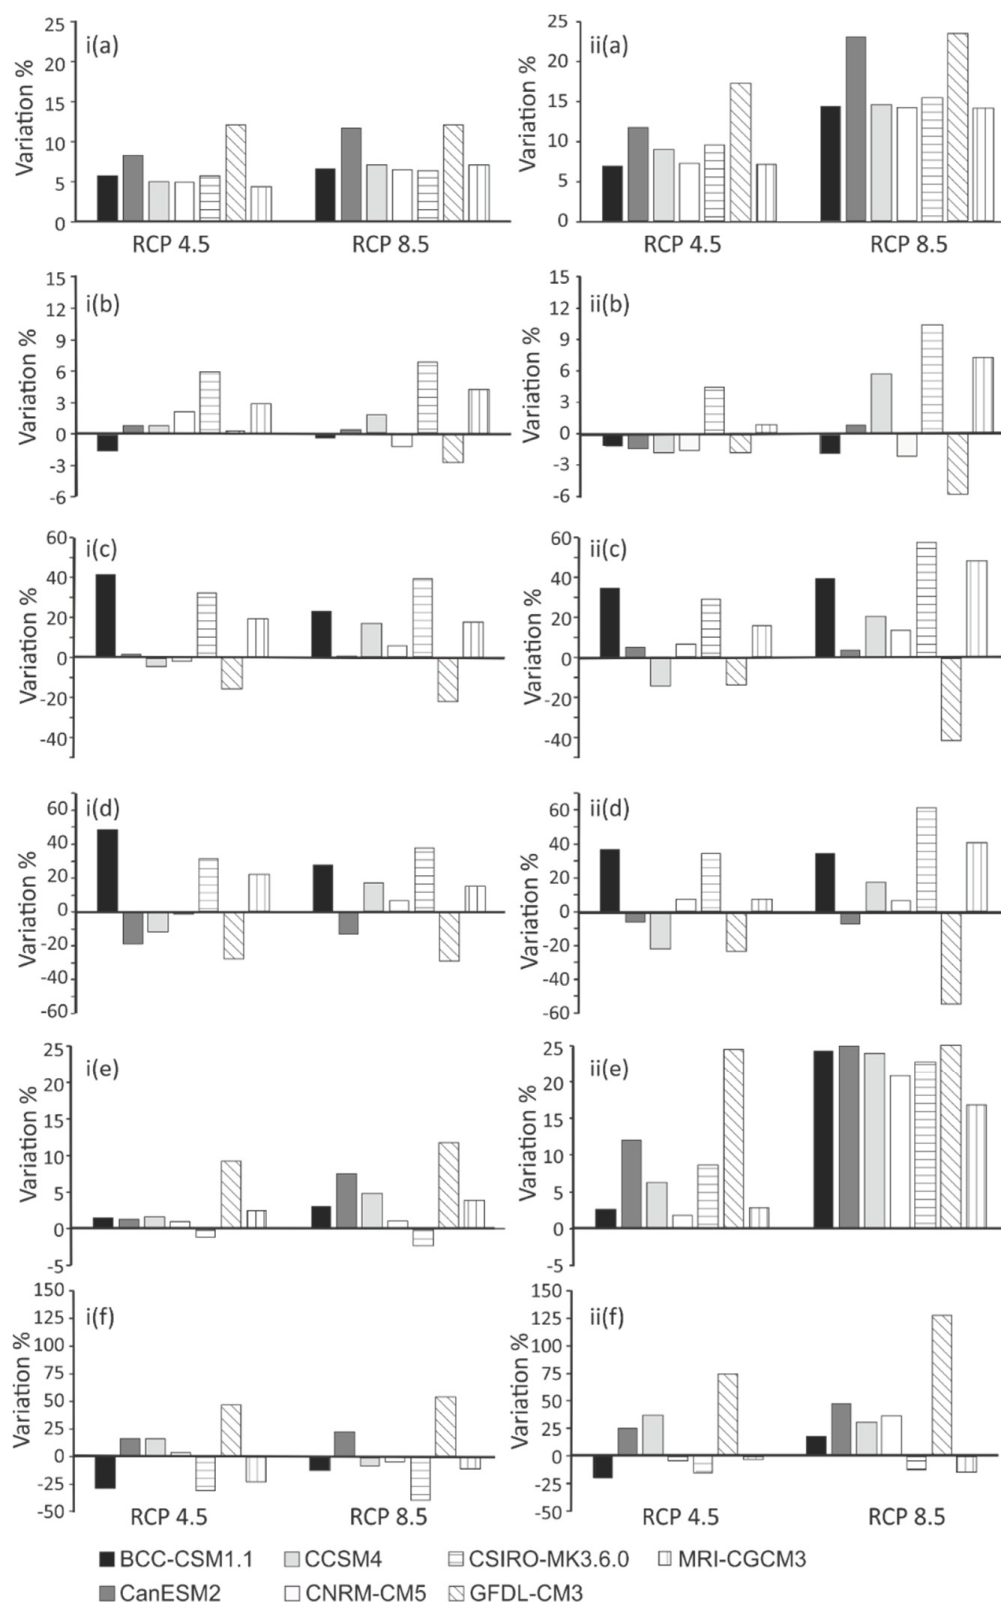 i(a)
ii(a)
Variation %
25
20
15
10
5
0
RCP 4.5
RCP 8.5
Variation %
25
20
15
10
5
0
RCP 4.5
RCP 8.5
i(b)
ii(b)
Variation %
15
12
9
6
3
0
-3
-6
Variation %
15
12
9
6
3
0
-3
-6
i(c)
ii(c)
Variation %
60
40
20
0
-20
-40
Variation %
60
40
20
0
-20
-40
i(d)
ii(d)
Variation %
60
40
20
0
-20
-40
-60
Variation %
60
40
20
0
-20
-40
-60
i(e)
ii(e)
Variation %
25
20
15
10
5
0
-5
Variation %
25
20
15
10
5
0
-5
i(f)
ii(f)
Variation %
150
125
100
75
50
25
0
-25
-50
RCP 4.5
RCP 8.5
Variation %
150
125
100
75
50
25
0
-25
-50
RCP 4.5
RCP 8.5
BCC-CSM1.1 CCSM4 CSIRO-MK3.6.0 MRI-CGCM3
CanESM2 CNRM-CM5 GFDL-CM3